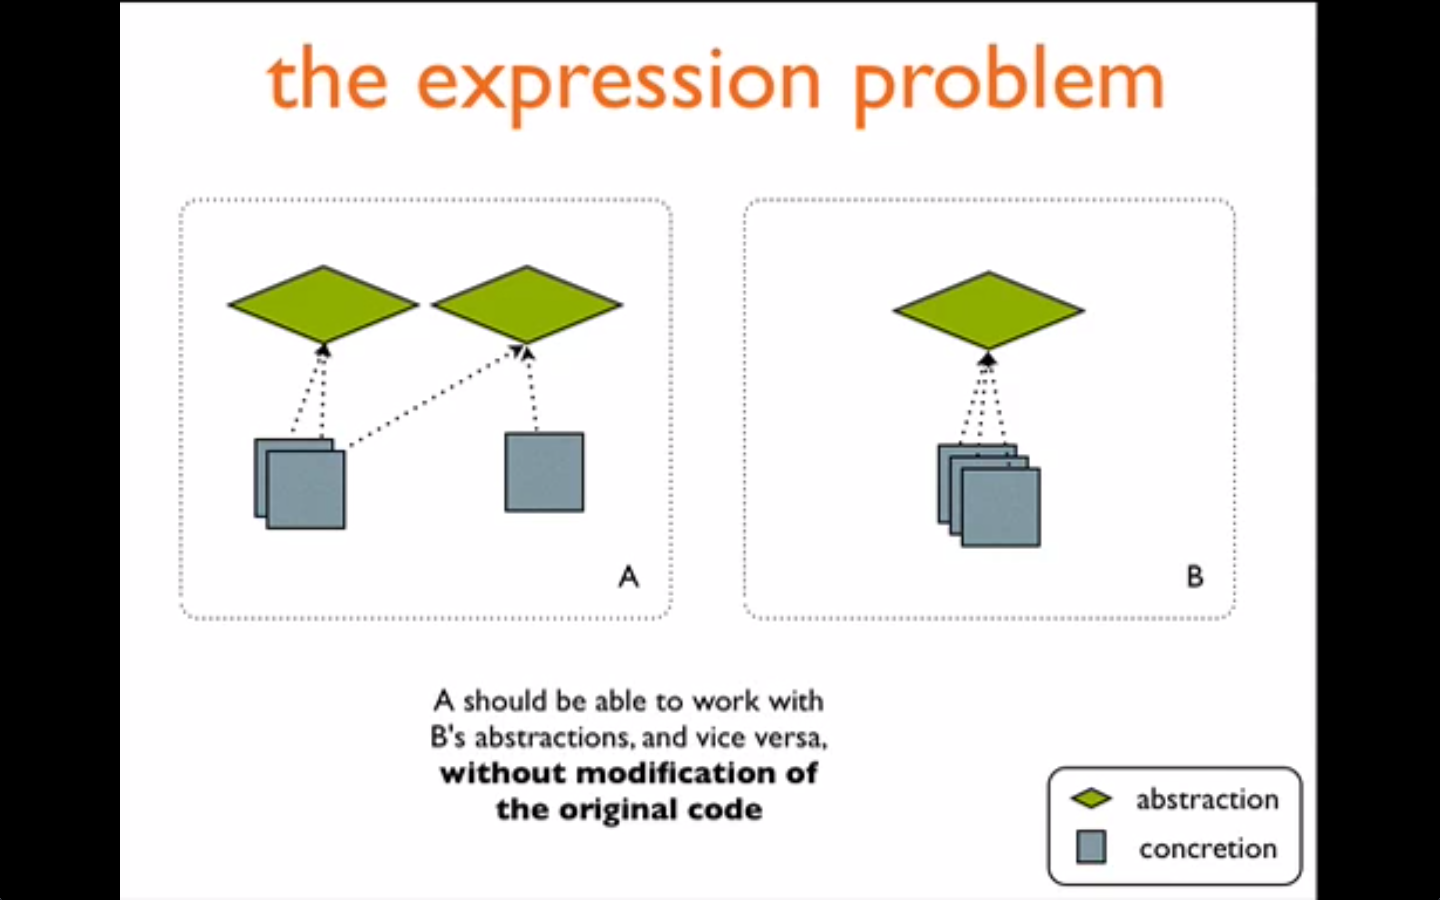 the expression problem
A
B
A should be able to work with
B's abstractions, and vice versa,
without modification of
the original code
abstraction
concretion